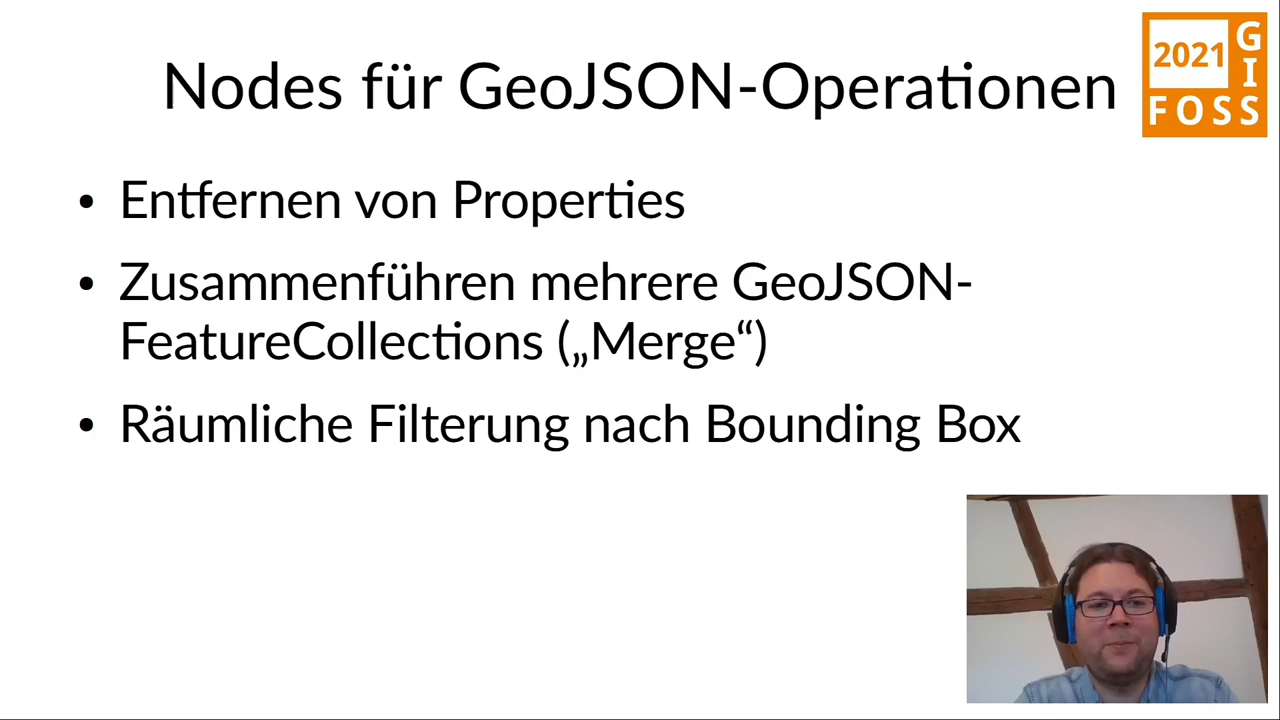 Nodes für GeoJSON-Operationen
2021
G
I
FOSS
• Entfernen von Properties
• Zusammenführen mehrere GeoJSON-
FeatureCollections („Merge“)
• Räumliche Filterung nach Bounding Box